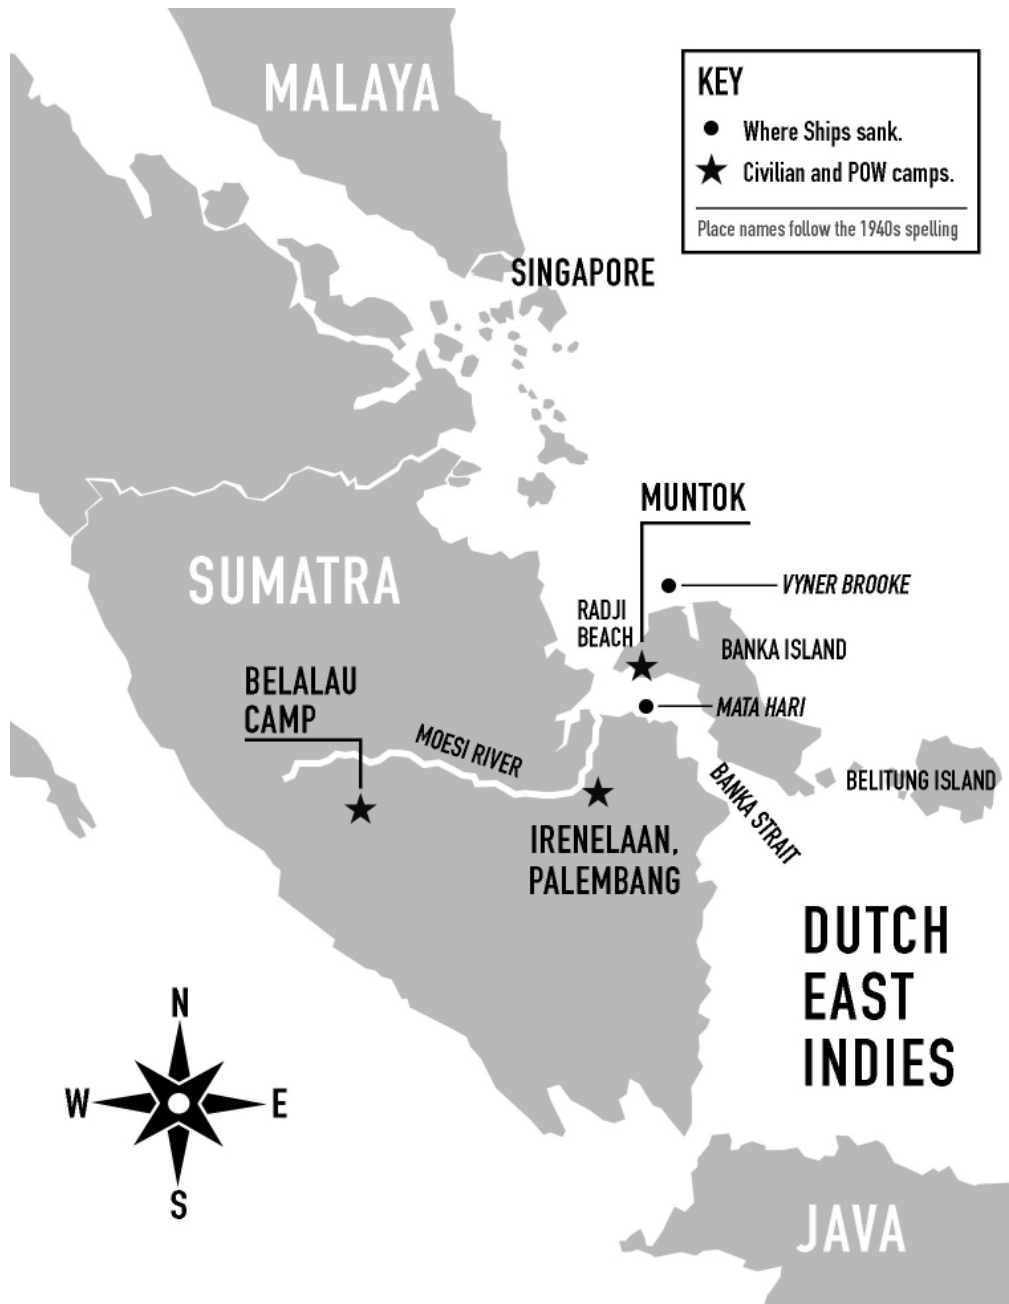 MALAYA
KEY
Where Ships sank.
Civilian and POW camps.
Place names follow the 1940s spelling
SINGAPORE
MUNTOK
SUMATRA
VYNER BROOKE
RADJI
BEACH
BANKA ISLAND
BELALAU
CAMP
MATA HARI
MOESI RIVER
BANKA STRAIT
BELITUNG ISLAND
IRENELAAN,
PALEMBANG
DUTCH
EAST
INDIES
N
W
E
S
JAVA